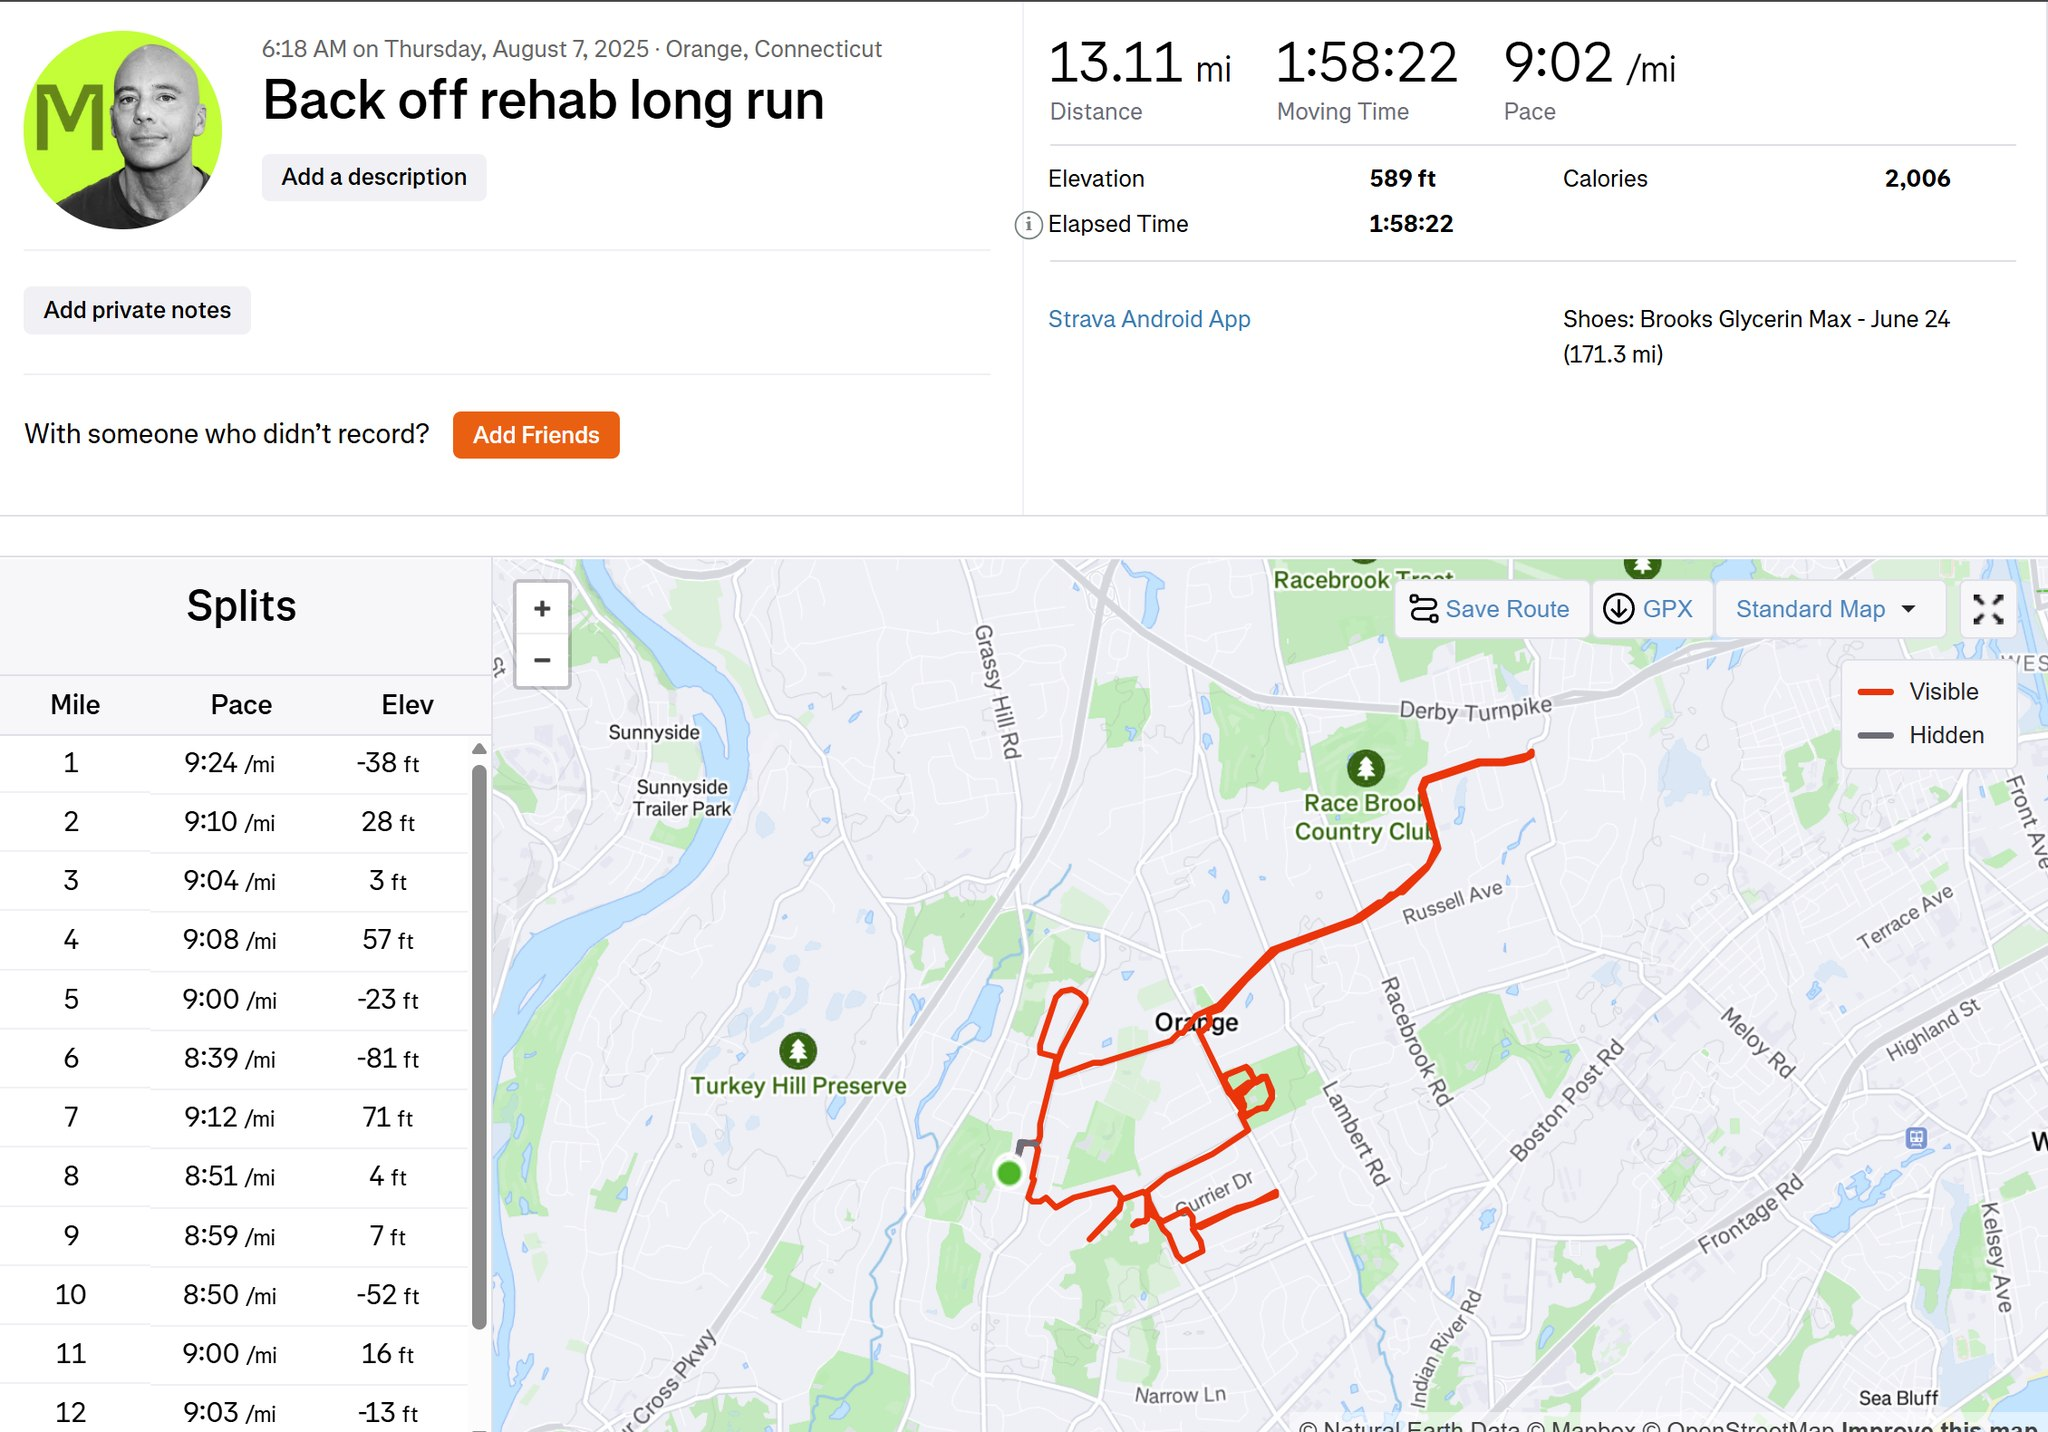 6:18 AM on Thursday, August 7, 2025 · Orange, Connecticut
Back off rehab long run
M
Add a description
Add private notes
With someone who didn’t record? Add Friends
13.11 mi 1:58:22 9:02 /mi
Distance Moving Time Pace
Elevation 589 ft Calories 2,006
Elapsed Time 1:58:22
Strava Android App Shoes: Brooks Glycerin Max - June 24
(171.3 mi)
Splits
Mile Pace Elev
1 9:24 /mi -38 ft
2 9:10 /mi 28 ft
3 9:04 /mi 3 ft
4 9:08 /mi 57 ft
5 9:00 /mi -23 ft
6 8:39 /mi -81 ft
7 9:12 /mi 71 ft
8 8:51 /mi 4 ft
9 8:59 /mi 7 ft
10 8:50 /mi -52 ft
11 9:00 /mi 16 ft
12 9:03 /mi -13 ft
+
−
Racebrook Tract
Save Route GPX Standard Map
Visible
Hidden
WES
St
Grassy Hill Rd
Derby Turnpike
Sunnyside
Sunnyside
Trailer Park
Race Brook
Country Club
Front Ave
Russell Ave
Terrace Ave
Orange
Racebrook Rd
Meloy Rd
Highland St
Turkey Hill Preserve
Boston Post Rd
Lambert Rd
W
Currier Dr
Frontage Rd
Kelsey Ave
Indian River Rd
ur Cross Pkwy
Narrow Ln
Sea Bluff
© Natural Earth Data © Mapbox © OpenStreetMap Improve this map